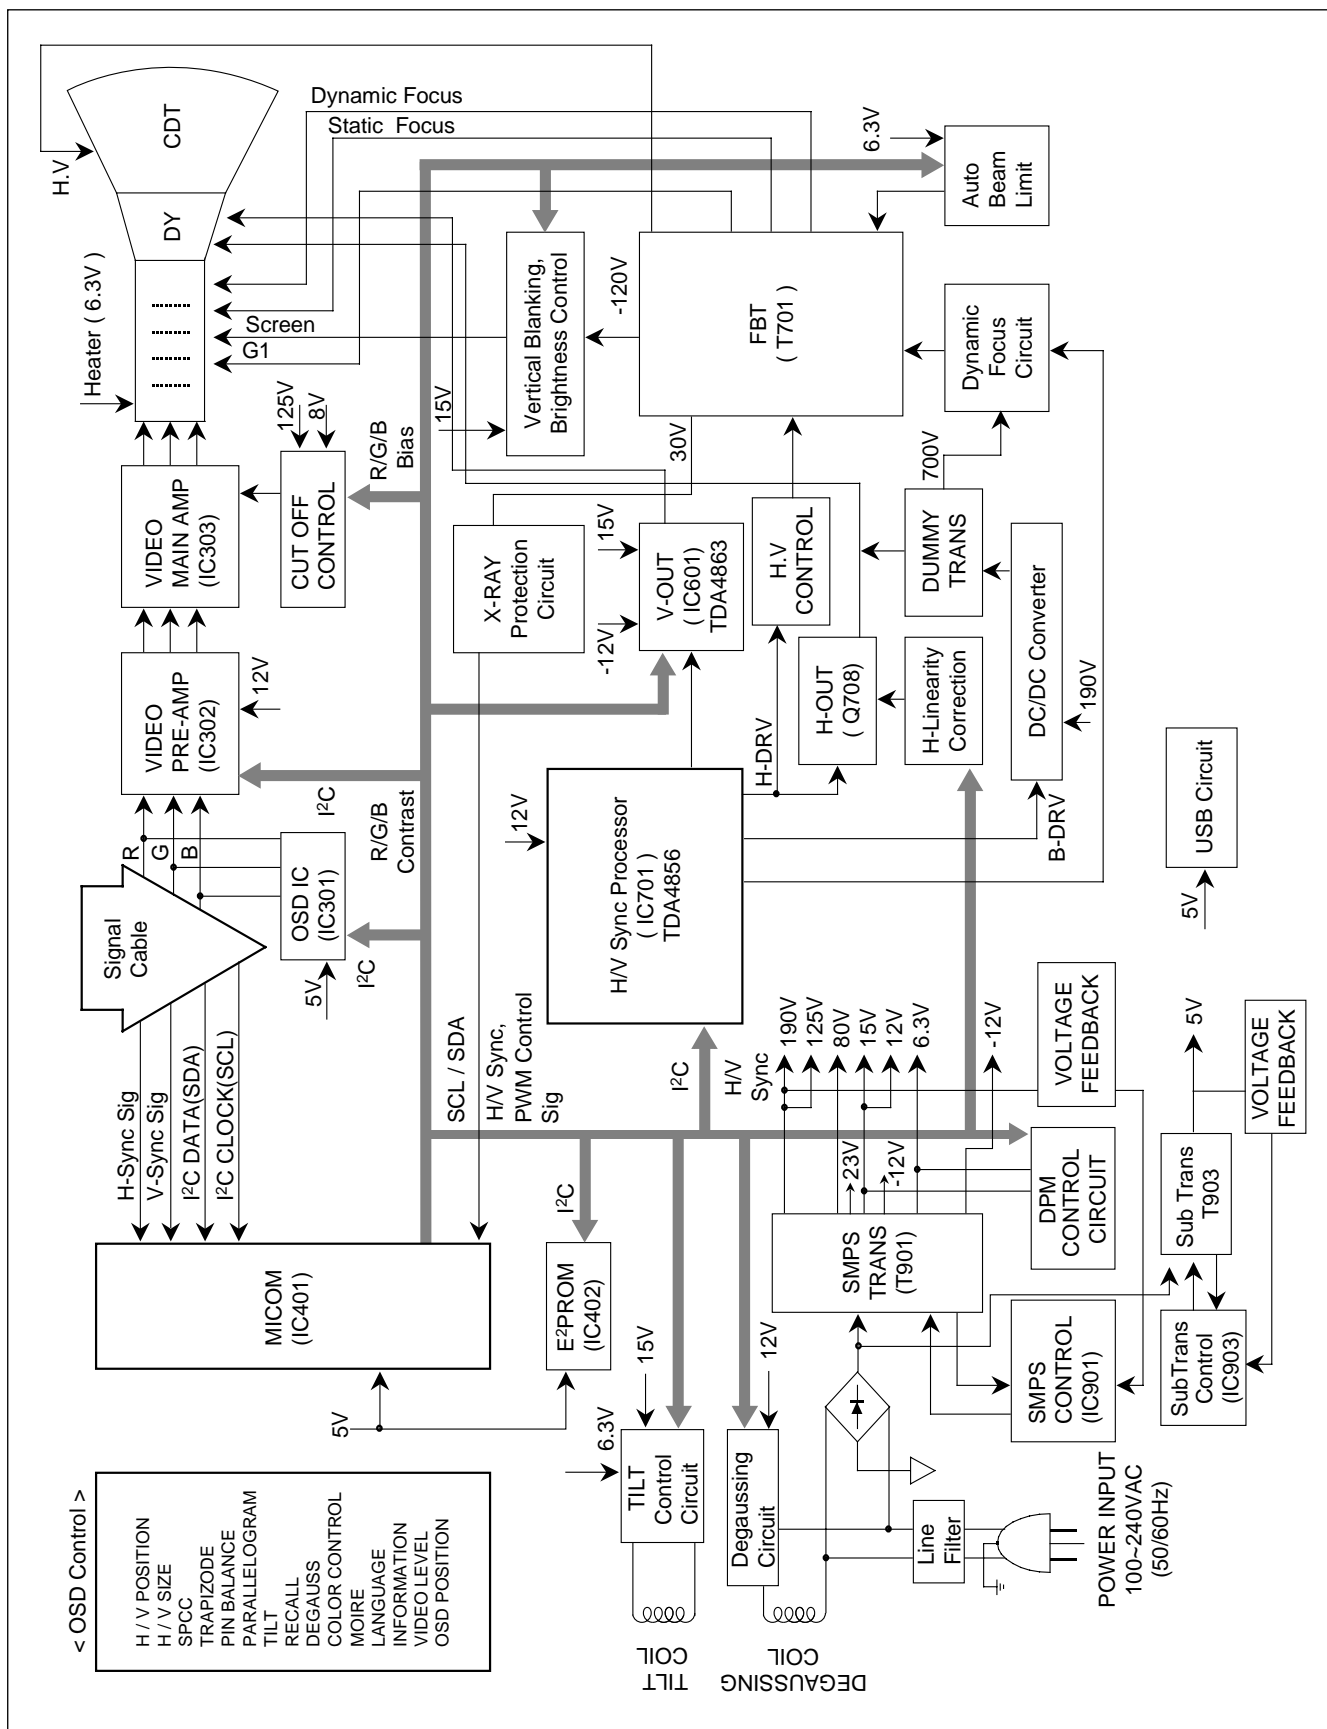 < OSD Control >
H / V POSITION
H / V SIZE
SPCC
TRAPIZODE
PIN BALANCE
PARALLELOGRAM
TILT
RECALL
DEGAUSS
COLOR CONTROL
MOIRE
LANGUAGE
INFORMATION
VIDEO LEVEL
OSD POSITION
MICOM
(IC401)
5V
H-Sync Sig
V-Sync Sig
I²C DATA(SDA)
I²C CLOCK(SCL)
Signal
Cable
R
G
B
OSD IC
(IC301)
5V
I²C
VIDEO
PRE-AMP
(IC302)
12V
I²C
R/G/B
Contrast
VIDEO
MAIN AMP
(IC303)
CUT OFF
CONTROL
125V
8V
R/G/B
Bias
Heater ( 6.3V )
DY
CDT
H.V
Dynamic Focus
Static Focus
Screen
G1
SCL / SDA
H/V Sync,
PWM Control
Sig
E²PROM
(IC402)
I²C
X-RAY
Protection
Circuit
15V
Vertical Blanking,
Brightness Control
-120V
30V
H/V Sync Processor
( IC701 )
TDA4856
12V
I²C
H/V
Sync
V-OUT
( IC601 )
TDA4863
-12V
15V
FBT
( T701 )
H.V
CONTROL
H-DRV
H-OUT
( Q708 )
H-Linearity
Correction
DUMMY
TRANS
700V
DC/DC Converter
190V
B-DRV
Dynamic
Focus
Circuit
Auto
Beam
Limit
6.3V
TILT
COIL
TILT
Control
Circuit
6.3V
15V
DEGAUSSING
COIL
Degaussing
Circuit
12V
Line
Filter
POWER INPUT
100~240VAC
(50/60Hz)
SMPS
TRANS
(T901)
190V
125V
80V
23V
15V
12V
-12V
6.3V
-12V
SMPS
CONTROL
(IC901)
DPM
CONTROL
CIRCUIT
VOLTAGE
FEEDBACK
SubTrans
Control
(IC903)
Sub Trans
T903
5V
VOLTAGE
FEEDBACK
USB Circuit
5V